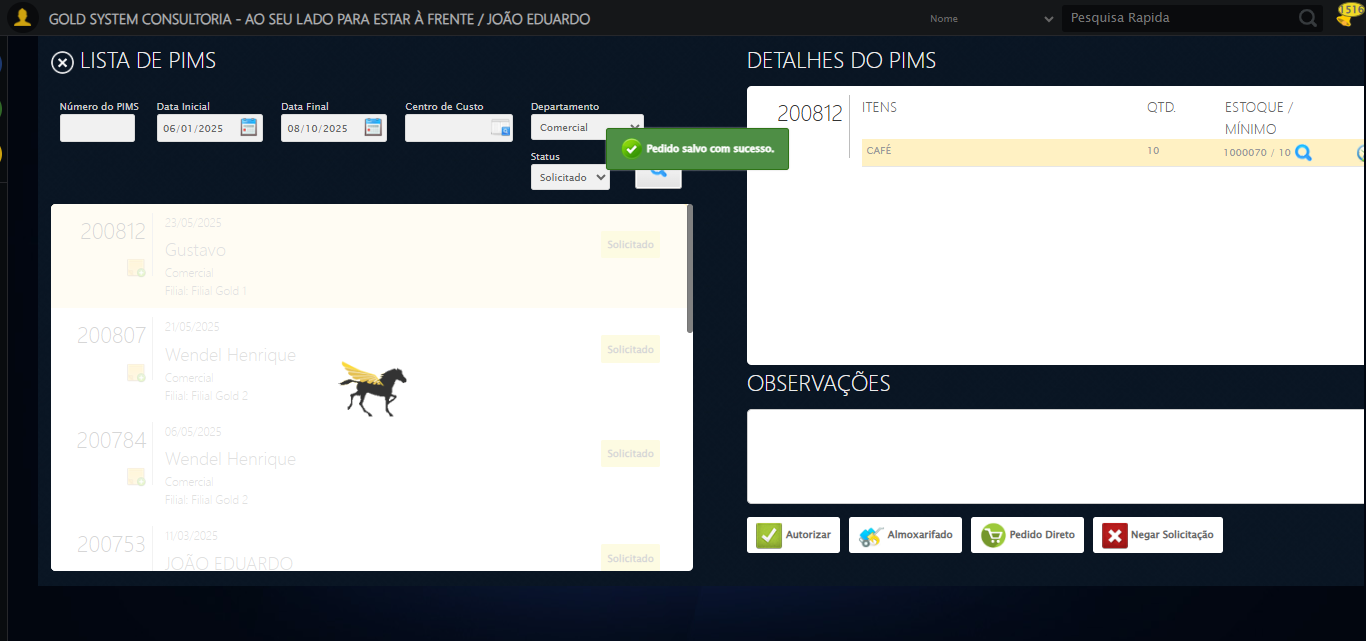 GOLD SYSTEM CONSULTORIA - AO SEU LADO PARA ESTAR À FRENTE / JOÃO EDUARDO
Nome
Pesquisa Rapida
1516
LISTA DE PIMS
Número do PIMS
Data Inicial
Data Final
Centro de Custo
Departamento
06/01/2025
08/10/2025
Comercial
Status
Solicitado
Pedido salvo com sucesso.
200812
23/05/2025
Gustavo
Comercial
Filial: Filial Gold 1
Solicitado
200807
21/05/2025
Wendel Henrique
Comercial
Filial: Filial Gold 2
Solicitado
200784
06/05/2025
Wendel Henrique
Comercial
Filial: Filial Gold 2
Solicitado
200753
11/03/2025
JOÃO EDUARDO
Solicitado
DETALHES DO PIMS
200812
ITENS
QTD.
ESTOQUE /
MÍNIMO
CAFÉ
10
1000070 / 10
OBSERVAÇÕES
Autorizar
Almoxarifado
Pedido Direto
Negar Solicitação